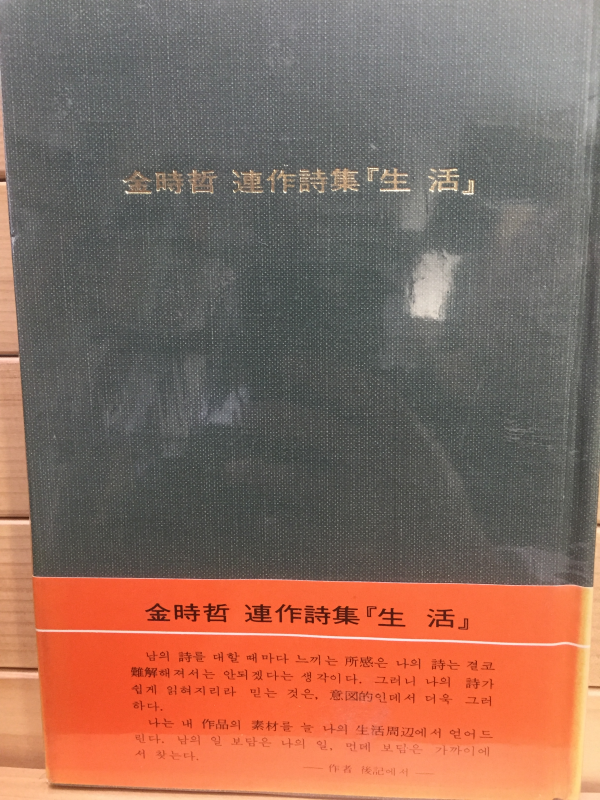 金時哲 連作詩集『生 活』
金時哲 連作詩集『生 活』
남의 詩를 대할 때마다 느끼는 所感은 나의 詩는 결코
難解해져서는 안되겠다는 생각이다. 그러니 나의 詩가
쉽게 읽혀지리라 믿는 것은, 意図的인데서 더욱 그러
하다.
나는 내 作品의 素材를 늘 나의 生活周辺에서 얻어드
린다. 남의 일 보담은 나의 일, 먼데 보담은 가까이에
서 찾는다.
— 作者 後記에서 —